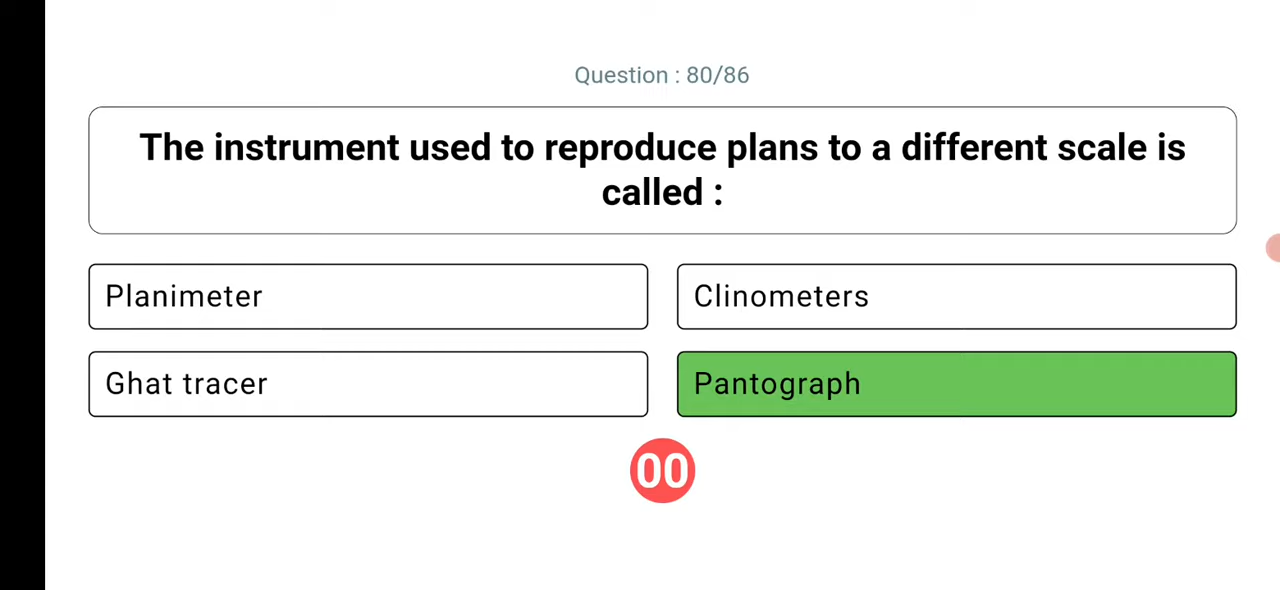 Question : 80/86
The instrument used to reproduce plans to a different scale is
called :
Planimeter
Clinometers
Ghat tracer
Pantograph
00